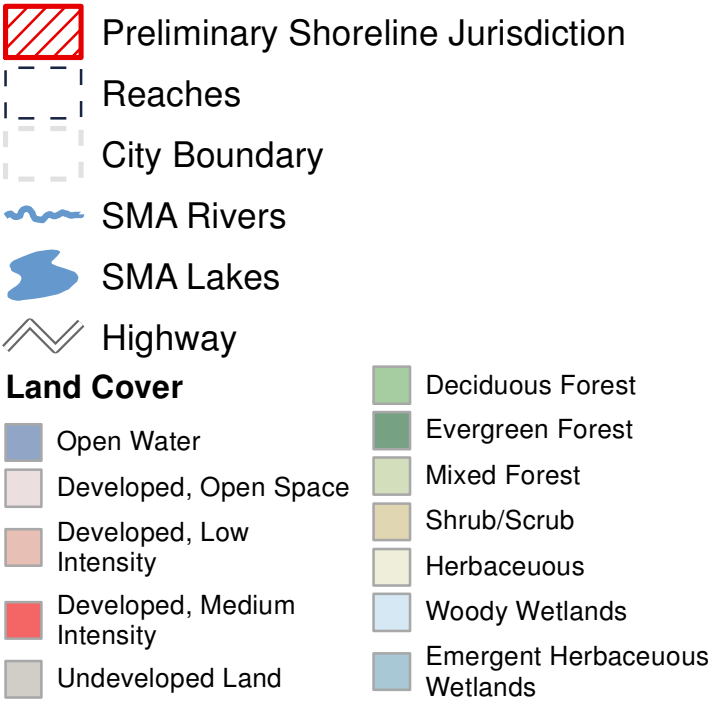 Preliminary Shoreline Jurisdiction
Reaches
City Boundary
SMA Rivers
SMA Lakes
Highway
Land Cover
Open Water
Developed, Open Space
Developed, Low
Intensity
Developed, Medium
Intensity
Undeveloped Land
Deciduous Forest
Evergreen Forest
Mixed Forest
Shrub/Scrub
Herbaceuous
Woody Wetlands
Emergent Herbaceuous
Wetlands